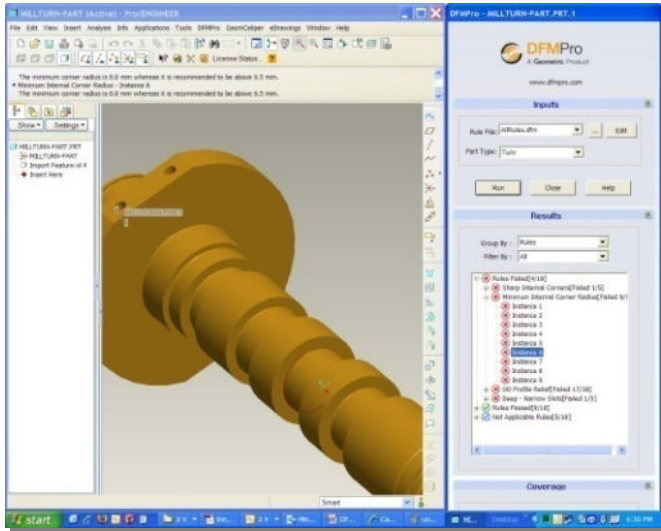 MILLTURN-PART (Active) - Pro/ENGINEER
File Edit View Insert Analysis Info Applications Tools DFMPro GeomCaliper eDrawings Window Help
License Status..
The minimum corner radius is 0.0 mm whereas it is recommended to be above 0.5 mm.
Minimum Internal Corner Radius - Instance 6
The minimum corner radius is 0.0 mm whereas it is recommended to be above 0.5 mm.
Show Settings
MILLTURN-PART.PRT
MILLTURN-PART
Import Feature id 4
Insert Here
Smart
DFMPro - MILLTURN-PART.PRT.1
DFMPro
A Geometric Product
www.dfmpro.com
Inputs
Rule File: AllRules.dfm ... Edit
Part Type: Turn
Run Close Help
Results
Group By : Rules
Filter By : All
Rules Failed[4/18]
Sharp Internal Corners[Failed 1/5]
Minimum Internal Corner Radius[Failed 9/
Instance 1
Instance 2
Instance 3
Instance 4
Instance 5
Instance 6
Instance 7
Instance 8
Instance 9
OD Profile Relief[Failed 17/38]
Deep - Narrow Slots[Failed 1/5]
Not Applicable Rules[5/18]
Coverage
start
4:30 PM